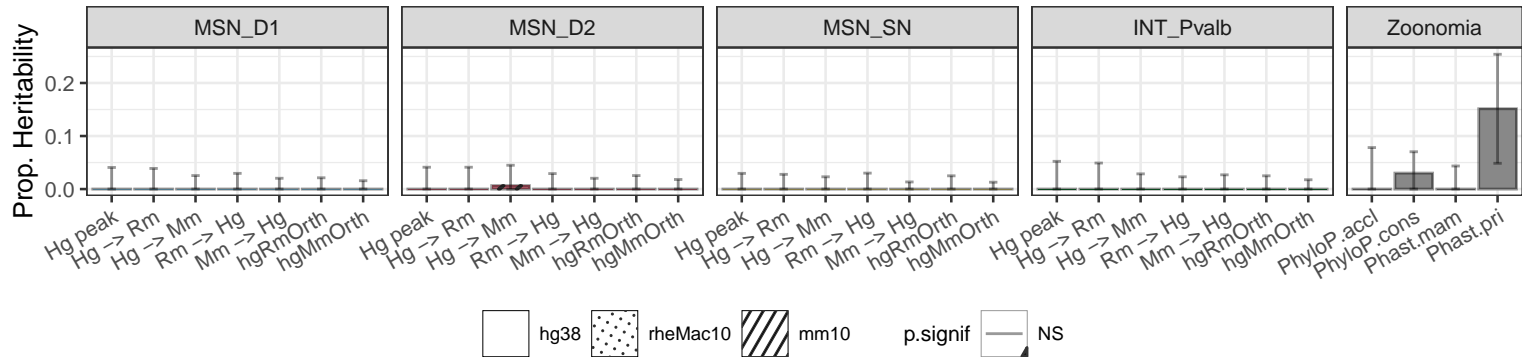 MSN_D1 MSN_D2 MSN_SN INT_Pvalb Zoonomia
Prop. Heritability
0.2
0.1
0.0
Hg peak Hg −> Rm Hg −> Mm Rm −> Hg Mm −> Hg hgRmOrth hgMmOrth Hg peak Hg −> Rm Hg −> Mm Rm −> Hg Mm −> Hg hgRmOrth hgMmOrth Hg peak Hg −> Rm Hg −> Mm Rm −> Hg Mm −> Hg hgRmOrth hgMmOrth Hg peak Hg −> Rm Hg −> Mm Rm −> Hg Mm −> Hg hgRmOrth hgMmOrth PhyloP.accl PhyloP.cons Phast.mam Phast.pri
hg38 rheMac10 mm10 p.signif NS